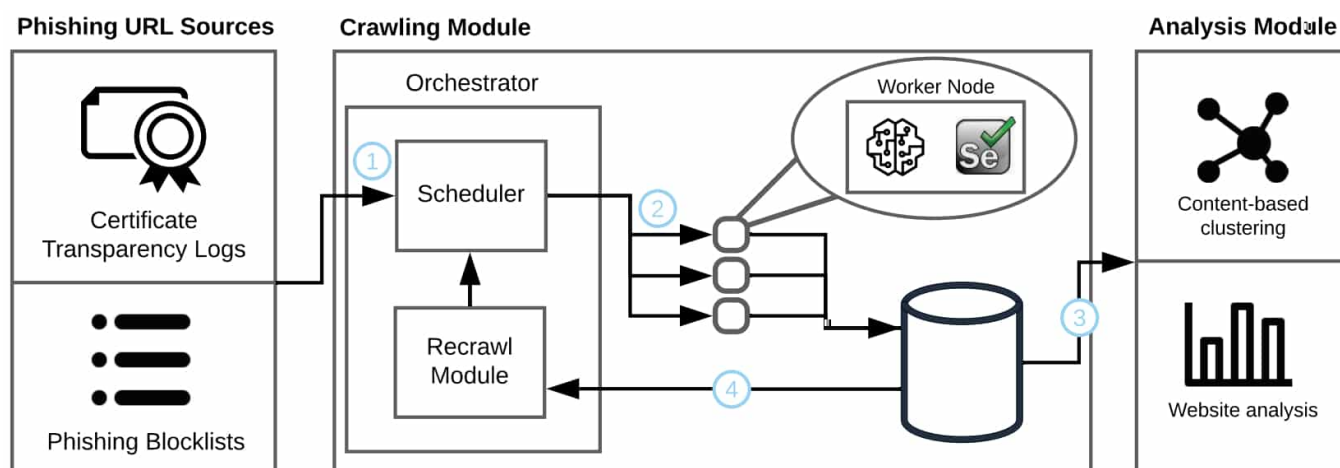 Phishing URL Sources
Certificate
Transparency Logs
Phishing Blocklists
Crawling Module
Orchestrator
1
Scheduler
Recrawl
Module
2
Worker Node
Se
4
3
Analysis Module
Content-based
clustering
Website analysis